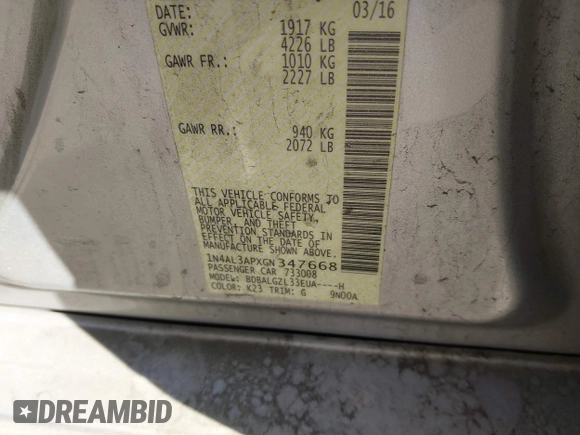 DATE: 03/16
GVWR: 1917 KG
4226 LB
GAWR FR.: 1010 KG
2227 LB
GAWR RR.: 940 KG
2072 LB
THIS VEHICLE CONFORMS TO
ALL APPLICABLE FEDERAL
MOTOR VEHICLE SAFETY,
BUMPER, AND THEFT
PREVENTION STANDARDS IN
EFFECT ON THE DATE OF
MANUFACTURE SHOWN ABOVE.
1N4AL3APXGN347668
PASSENGER CAR 733008
MODEL: BDBALGZL33EUA----H
COLOR: K23 TRIM: G 9N00A
DREAMBID